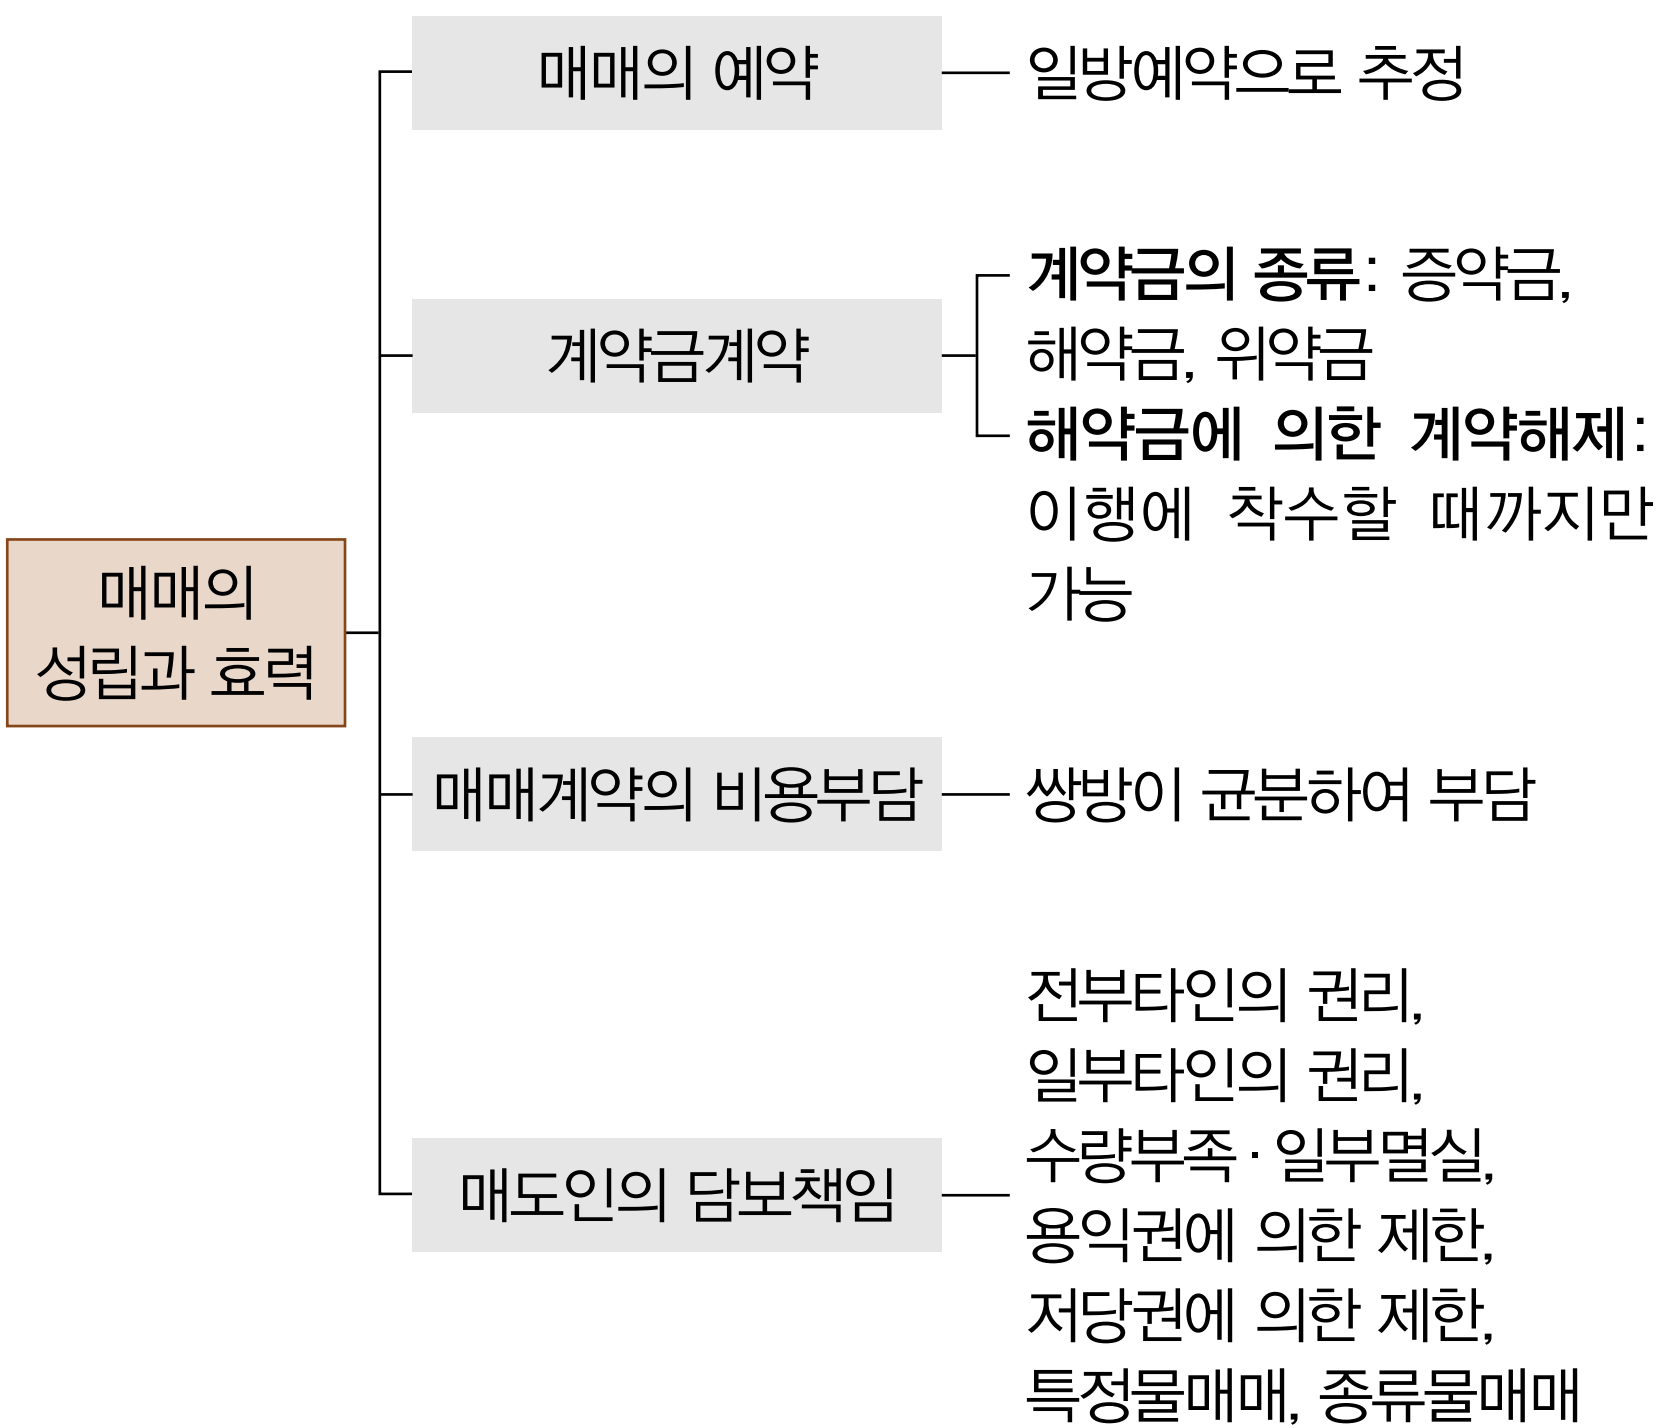 매매의
성립과 효력
매매의 예약
일방예약으로 추정
계약금계약
계약금의 종류: 증약금,
해약금, 위약금
해약금에 의한 계약해제:
이행에 착수할 때까지만
가능
매매계약의 비용부담
쌍방이 균분하여 부담
매도인의 담보책임
전부타인의 권리,
일부타인의 권리,
수량부족·일부멸실,
용익권에 의한 제한,
저당권에 의한 제한,
특정물매매, 종류물매매